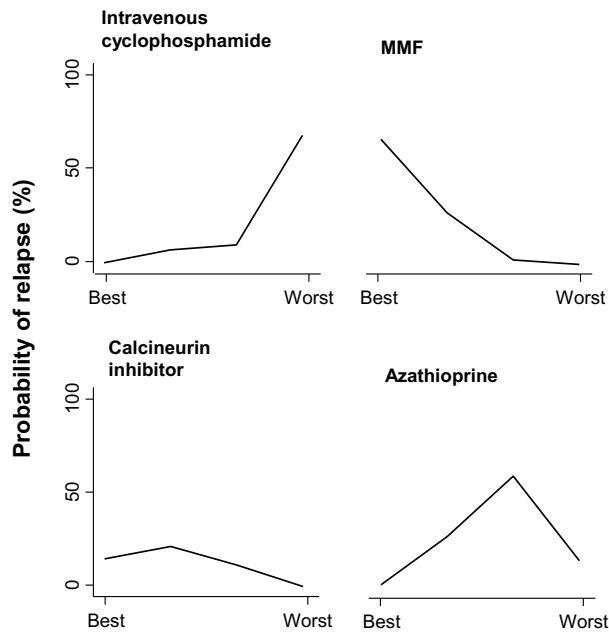 Intravenous
cyclophosphamide
MMF
100
50
0
Best
Worst
Best
Worst
Probability of relapse (%)
Calcineurin
inhibitor
Azathioprine
100
50
0
Best
Worst
Best
Worst